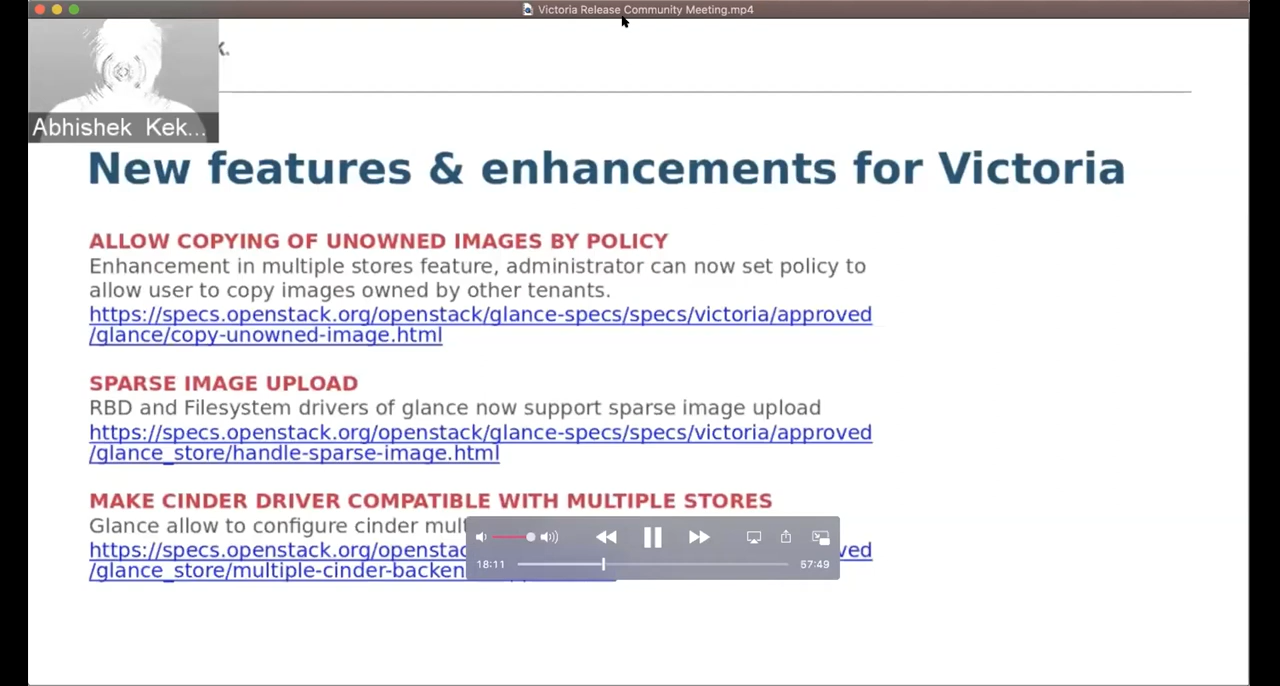 Victoria Release Community Meeting.mp4
k.
Abhishek Kek...
New features & enhancements for Victoria
ALLOW COPYING OF UNOWNED IMAGES BY POLICY
Enhancement in multiple stores feature, administrator can now set policy to
allow user to copy images owned by other tenants.
https://specs.openstack.org/openstack/glance-specs/specs/victoria/approved
/glance/copy-unowned-image.html
SPARSE IMAGE UPLOAD
RBD and Filesystem drivers of glance now support sparse image upload
https://specs.openstack.org/openstack/glance-specs/specs/victoria/approved
/glance_store/handle-sparse-image.html
MAKE CINDER DRIVER COMPATIBLE WITH MULTIPLE STORES
Glance allow to configure cinder mult
https://specs.openstac ved
/glance_store/multiple-cinder-backen
18:11 57:49